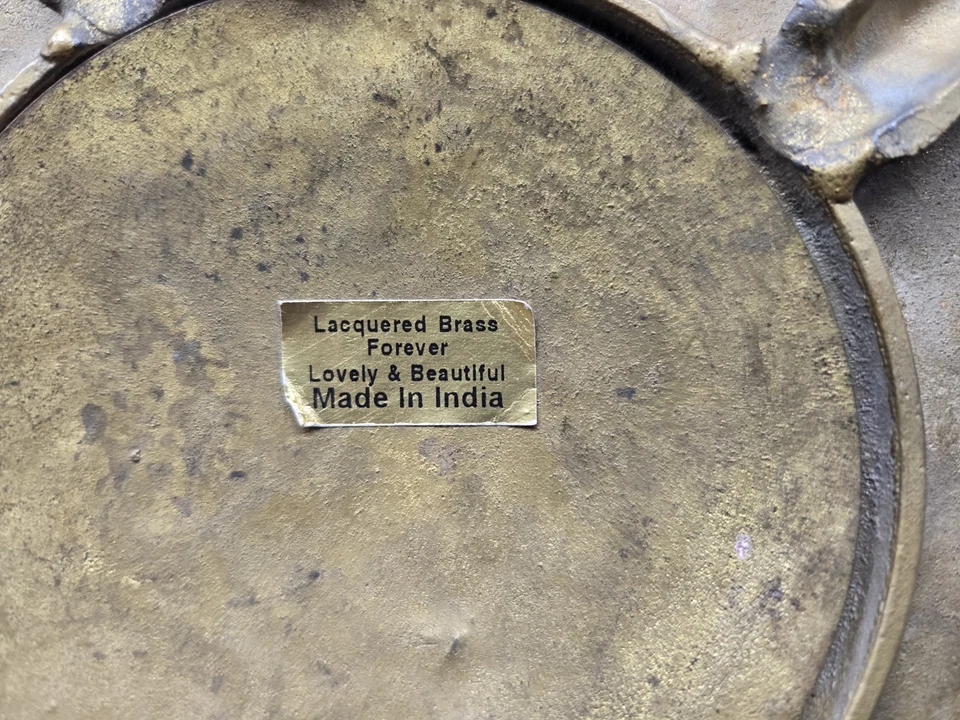 Lacquered Brass
Forever
Lovely & Beautiful
Made In India